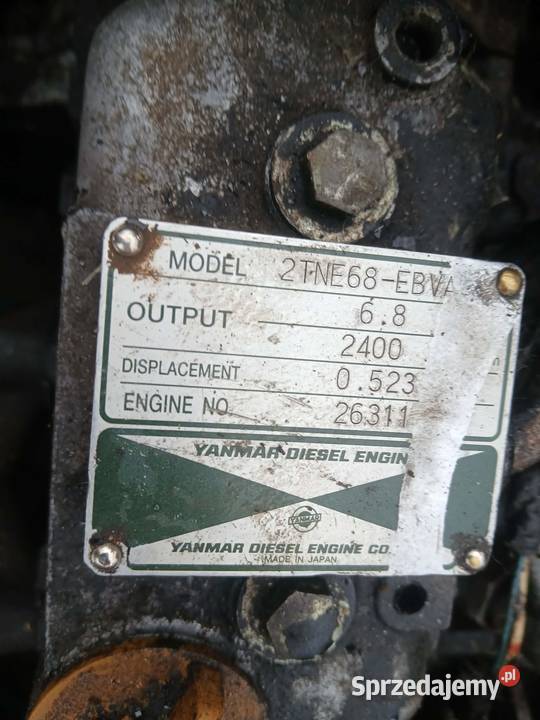 MODEL 2TNE68-EBVA
OUTPUT 6.8
2400
DISPLACEMENT 0.523
ENGINE NO. 26311
YANMAR DIESEL ENGIN
YANMAR
YANMAR DIESEL ENGINE CO.
MADE IN JAPAN
Sprzedajemy.pl